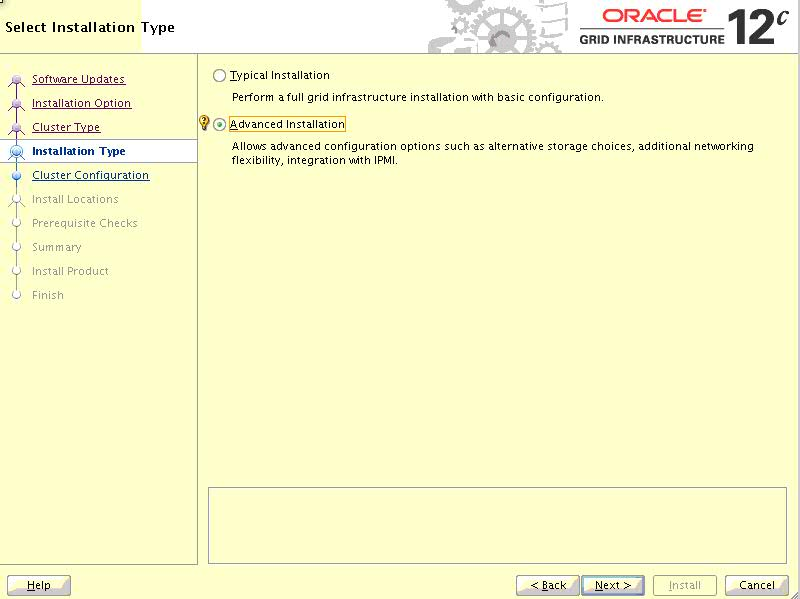 Select Installation Type
ORACLE
GRID INFRASTRUCTURE
12c
Software Updates
Installation Option
Cluster Type
Installation Type
Cluster Configuration
Install Locations
Prerequisite Checks
Summary
Install Product
Finish
Typical Installation
Perform a full grid infrastructure installation with basic configuration.
Advanced Installation
Allows advanced configuration options such as alternative storage choices, additional networking
flexibility, integration with IPMI.
Help
< Back
Next >
Install
Cancel